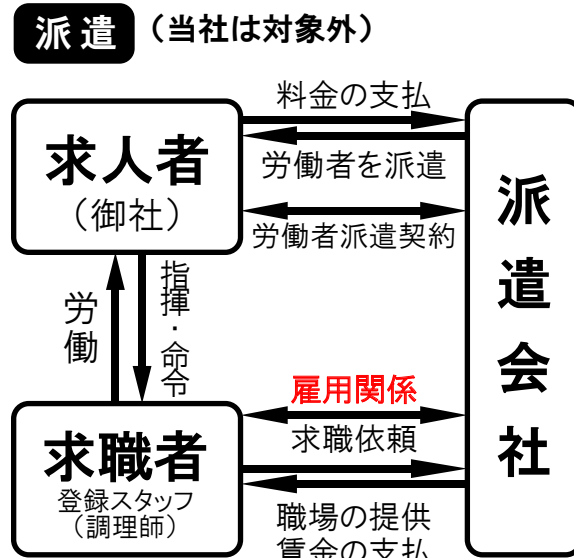 派遣 （当社は対象外）
料金の支払
求人者
（御社）
労働者を派遣
労働者派遣契約
派遣会社
労働
指揮・命令
雇用関係
求職者
登録スタッフ
（調理師）
求職依頼
職場の提供
賃金の支払